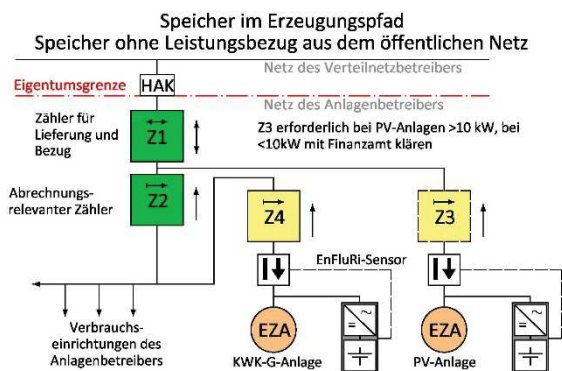 Speicher im Erzeugungspfad
Speicher ohne Leistungsbezug aus dem öffentlichen Netz
Netz des Verteilnetzbetreibers
Eigentumsgrenze
HAK
Netz des Anlagenbetreibers
Zähler für
Lieferung und
Bezug
Z1
Z3 erforderlich bei PV-Anlagen >10 kW, bei
<10kW mit Finanzamt klären
Abrechnungs-
relevanter Zähler
Z2
Z4
Z3
EnFluRi-Sensor
Verbrauchs-
einrichtungen des
Anlagenbetreibers
EZA
KWK-G-Anlage
EZA
PV-Anlage